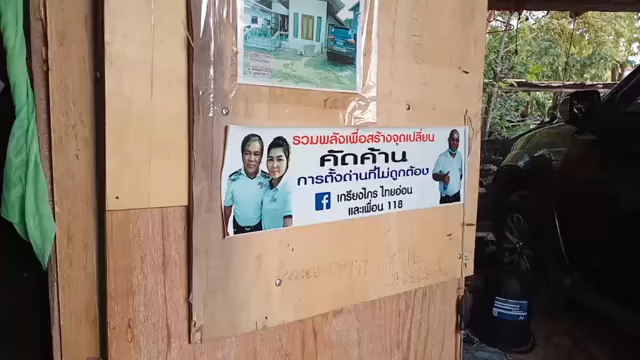 รวมพลังเพื่อสร้างจุดเปลี่ยน
คัดค้าน
การตั้งด่านที่ไม่ถูกต้อง
f เกรียงไกร ไทยอ่อน
และเพื่อน 118